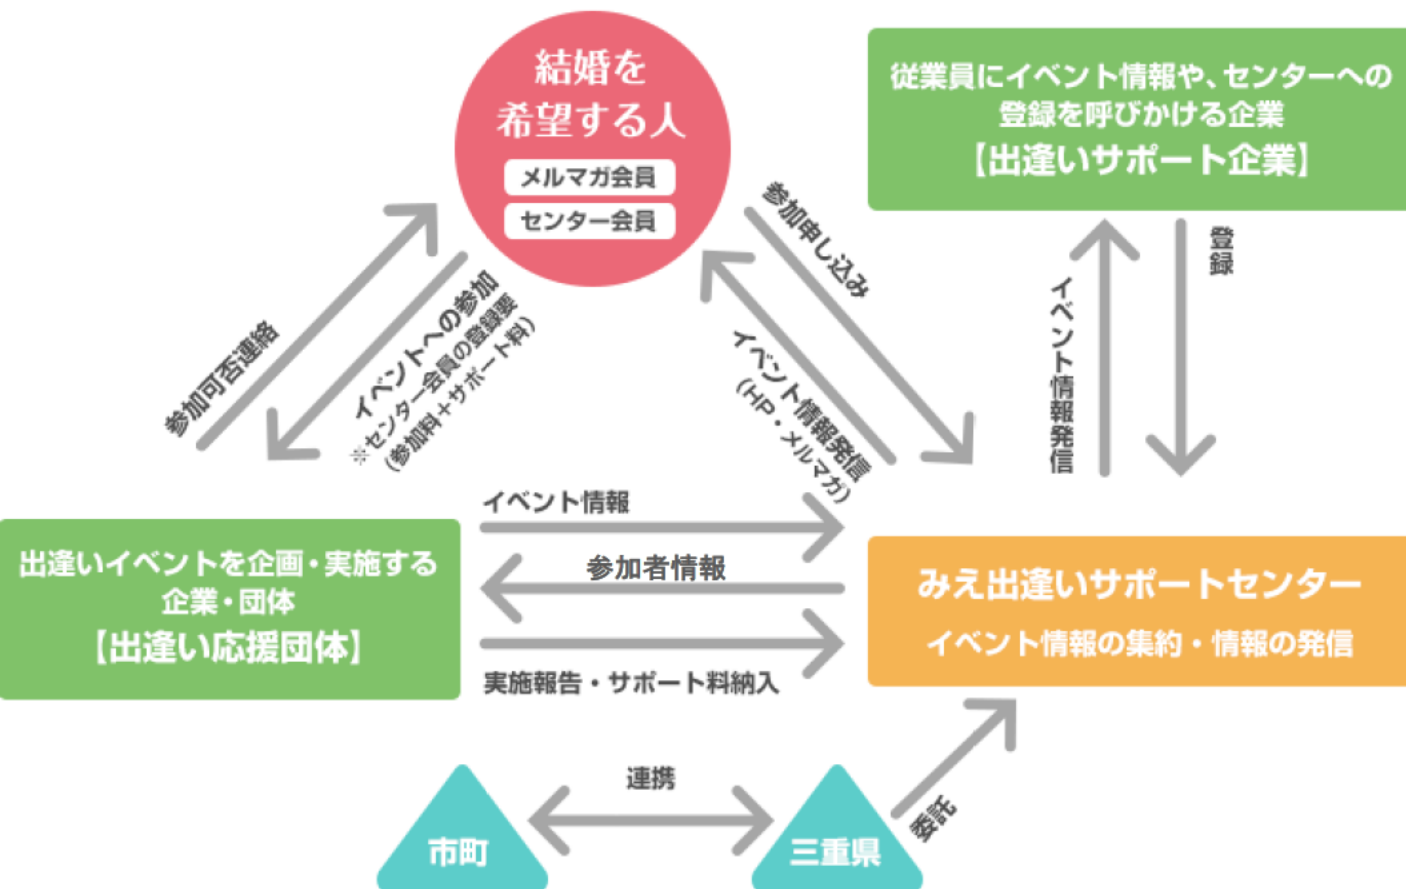 結婚を
希望する人
メルマガ会員
センター会員
従業員にイベント情報や、センターへの
登録を呼びかける企業
【出逢いサポート企業】
参加可否連絡
イベントへの参加
※センター会員の登録要
(参加料＋サポート料)
参加申し込み
イベント情報発信
(HP・メルマガ)
イベント情報発信
登録
イベント情報
参加者情報
実施報告・サポート料納入
出逢いイベントを企画・実施する
企業・団体
【出逢い応援団体】
みえ出逢いサポートセンター
イベント情報の集約・情報の発信
連携
委託
市町
三重県